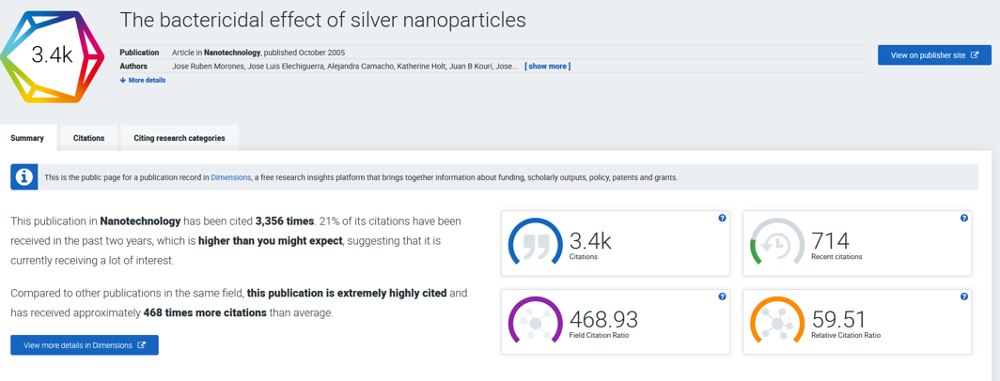 The bactericidal effect of silver nanoparticles
3.4k
Publication Article in Nanotechnology, published October 2005
Authors Jose Ruben Morones, Jose Luis Elechiguerra, Alejandra Camacho, Katherine Holt, Juan B Kouri, Jose... [ show more ]
More details
View on publisher site
Summary Citations Citing research categories
This is the public page for a publication record in Dimensions, a free research insights platform that brings together information about funding, scholarly outputs, policy, patents and grants.
This publication in Nanotechnology has been cited 3,356 times. 21% of its citations have been
received in the past two years, which is higher than you might expect, suggesting that it is
currently receiving a lot of interest.
Compared to other publications in the same field, this publication is extremely highly cited and
has received approximately 468 times more citations than average.
View more details in Dimensions
3.4k
Citations
?
714
Recent citations
?
468.93
Field Citation Ratio
?
59.51
Relative Citation Ratio
?